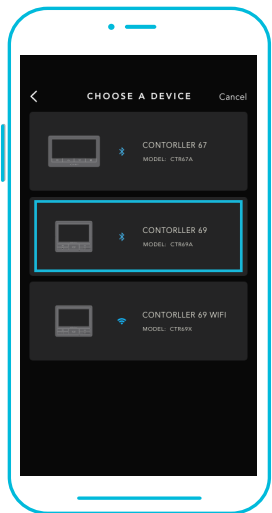 CHOOSE A DEVICE Cancel
CONTORLLER 67
MODEL: CTR67A
CONTORLLER 69
MODEL: CTR69A
CONTORLLER 69 WIFI
MODEL: CTR69X